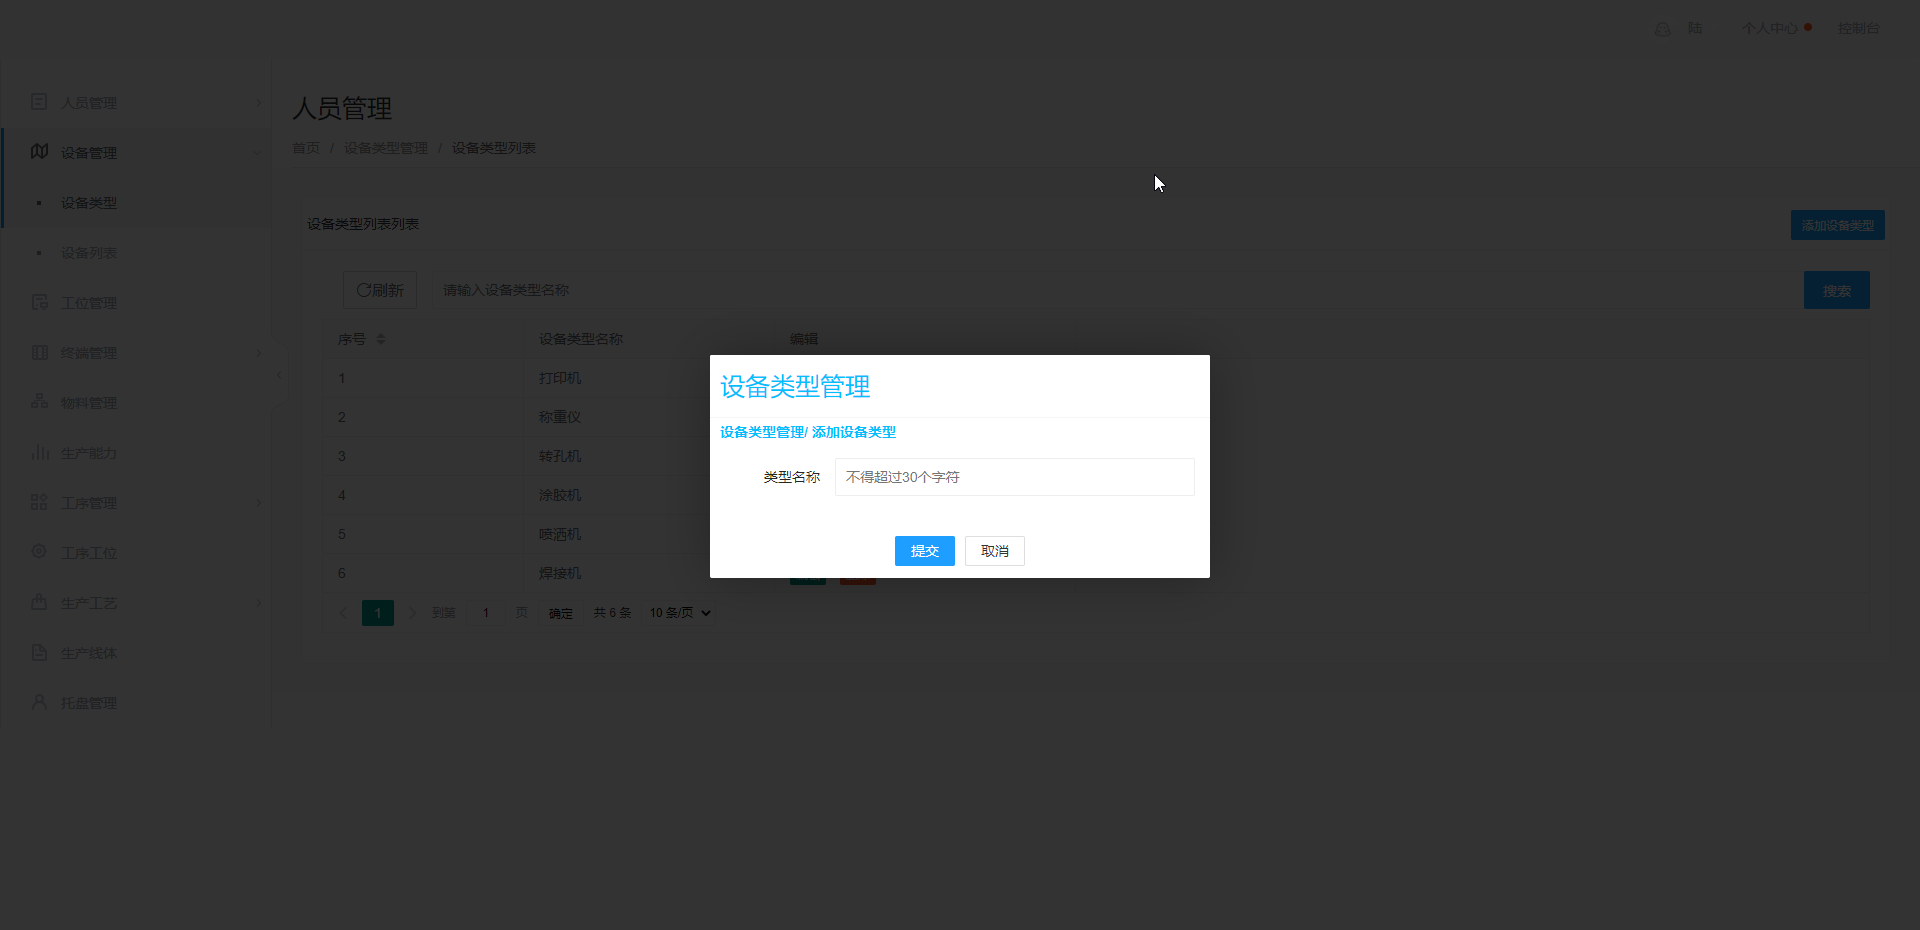 陆 个人中心 控制台
人员管理
设备管理
设备类型
设备列表
工位管理
终端管理
物料管理
生产能力
工序管理
工序工位
生产工艺
生产线体
托盘管理
人员管理
首页 / 设备类型管理 / 设备类型列表
设备类型列表列表 添加设备类型
刷新 请输入设备类型名称 搜索
序号 设备类型名称 编辑
1 打印机
2 称重仪
3 转孔机
4 涂胶机
5 喷洒机
6 焊接机
1 到第 1 页 确定 共 6 条 10 条/页
设备类型管理
设备类型管理/ 添加设备类型
类型名称 不得超过30个字符
提交 取消